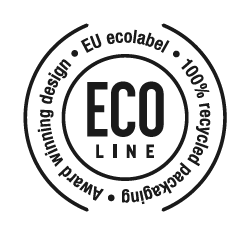 Award winning design • EU ecolabel • 100% recycled packaging •
ECO
LINE